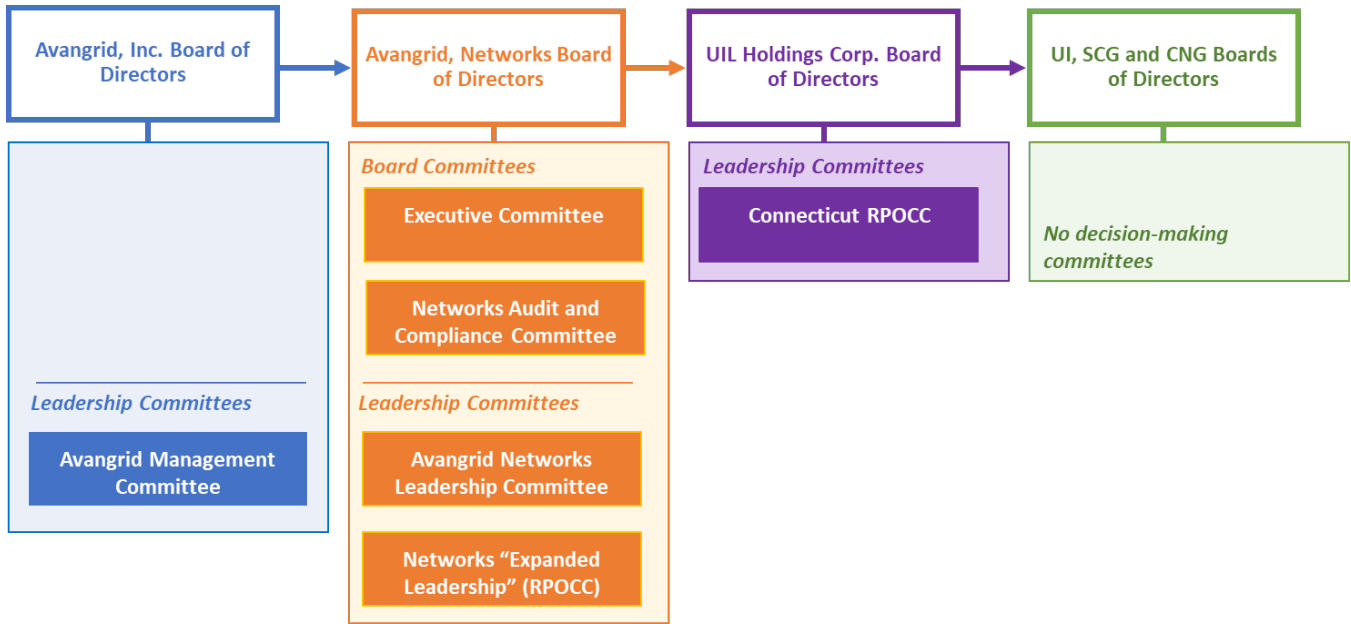 Avangrid, Inc. Board of
Directors
Avangrid, Networks Board
of Directors
UIL Holdings Corp. Board
of Directors
UI, SCG and CNG Boards
of Directors
Leadership Committees
Avangrid Management
Committee
Board Committees
Executive Committee
Networks Audit and
Compliance Committee
Leadership Committees
Avangrid Networks
Leadership Committee
Networks “Expanded
Leadership” (RPOCC)
Leadership Committees
Connecticut RPOCC
No decision-making
committees